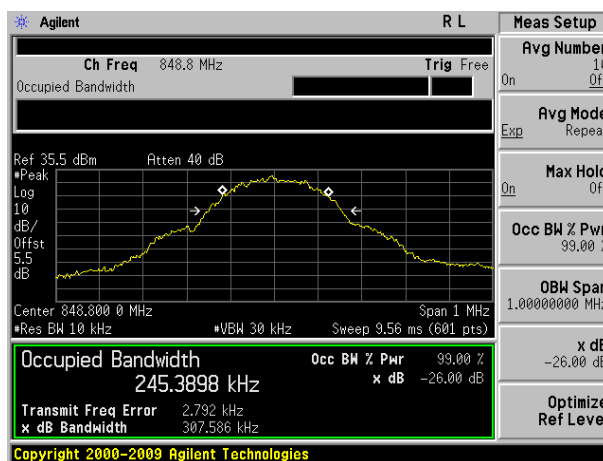 Agilent R L Meas Setup
Ch Freq 848.8 MHz Trig Free
Occupied Bandwidth
Ref 35.5 dBm Atten 40 dB
#Peak
Log
10
dB/
Offst
5.5
dB
Center 848.800 0 MHz Span 1 MHz
#Res BW 10 kHz #VBW 30 kHz Sweep 9.56 ms (601 pts)
Occupied Bandwidth Occ BW % Pwr 99.00 %
245.3898 kHz x dB -26.00 dB
Transmit Freq Error 2.792 kHz
x dB Bandwidth 307.586 kHz
Copyright 2000-2009 Agilent Technologies
Avg Number
10
On Of
Avg Mode
Exp Repea
Max Hold
On Of
Occ BW % Pwr
99.00 %
OBW Span
1.00000000 MHz
x dB
-26.00 dB
Optimize
Ref Level